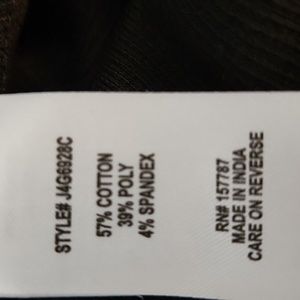 STYLE# J4G6928C
57% COTTON
39% POLY
4% SPANDEX
RN# 157787
MADE IN INDIA
CARE ON REVERSE